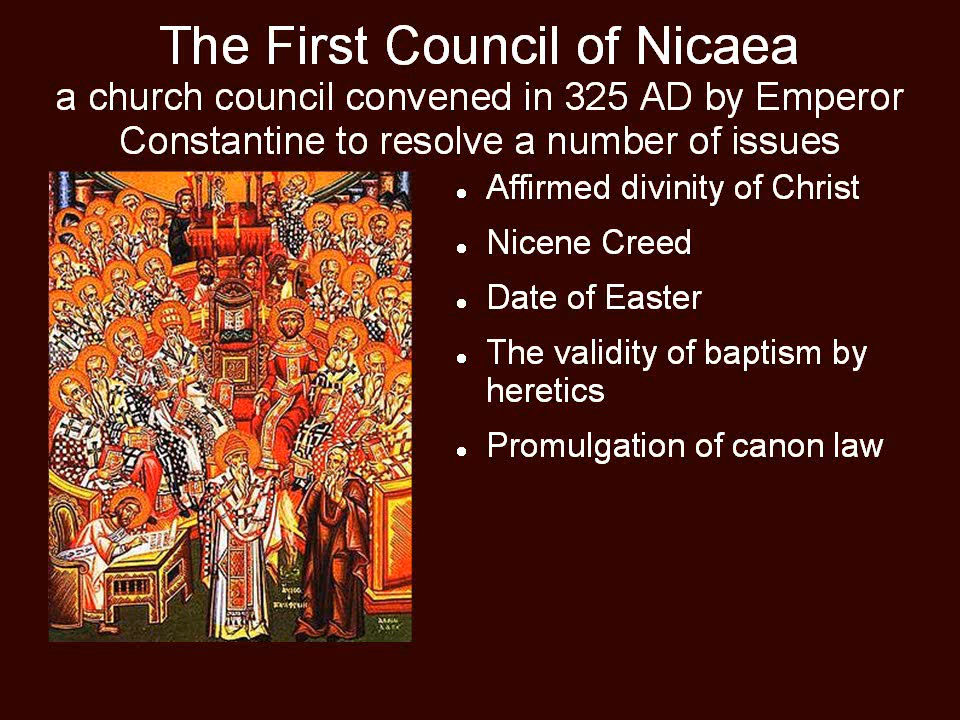 The First Council of Nicaea
a church council convened in 325 AD by Emperor
Constantine to resolve a number of issues
● Affirmed divinity of Christ
● Nicene Creed
● Date of Easter
● The validity of baptism by
heretics
● Promulgation of canon law